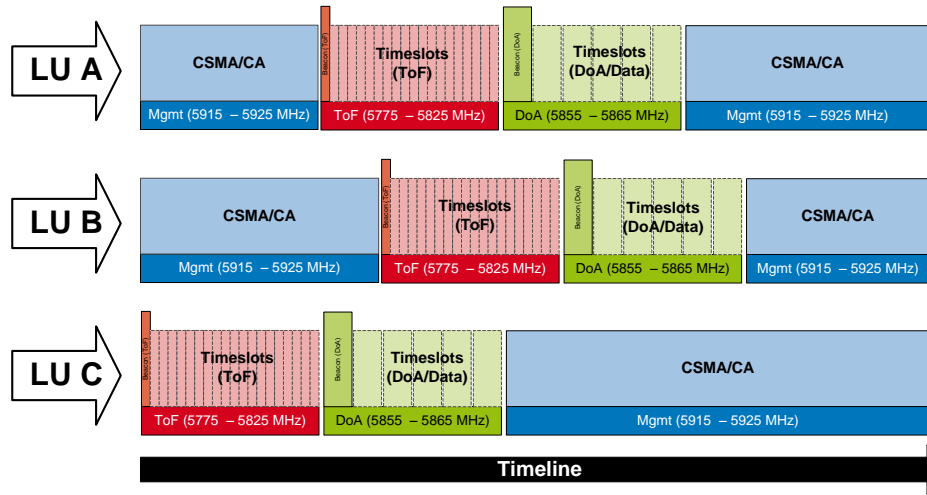 LU A
CSMA/CA
Mgmt (5915 – 5925 MHz)
Beacon (ToF)
Timeslots
(ToF)
ToF (5775 – 5825 MHz)
Beacon (DoA)
Timeslots
(DoA/Data)
DoA (5855 – 5865 MHz)
CSMA/CA
Mgmt (5915 – 5925 MHz)
LU B
CSMA/CA
Mgmt (5915 – 5925 MHz)
Beacon (ToF)
Timeslots
(ToF)
ToF (5775 – 5825 MHz)
Beacon (DoA)
Timeslots
(DoA/Data)
DoA (5855 – 5865 MHz)
CSMA/CA
Mgmt (5915 – 5925 MHz)
LU C
Beacon (ToF)
Timeslots
(ToF)
ToF (5775 – 5825 MHz)
Beacon (DoA)
Timeslots
(DoA/Data)
DoA (5855 – 5865 MHz)
CSMA/CA
Mgmt (5915 – 5925 MHz)
Timeline